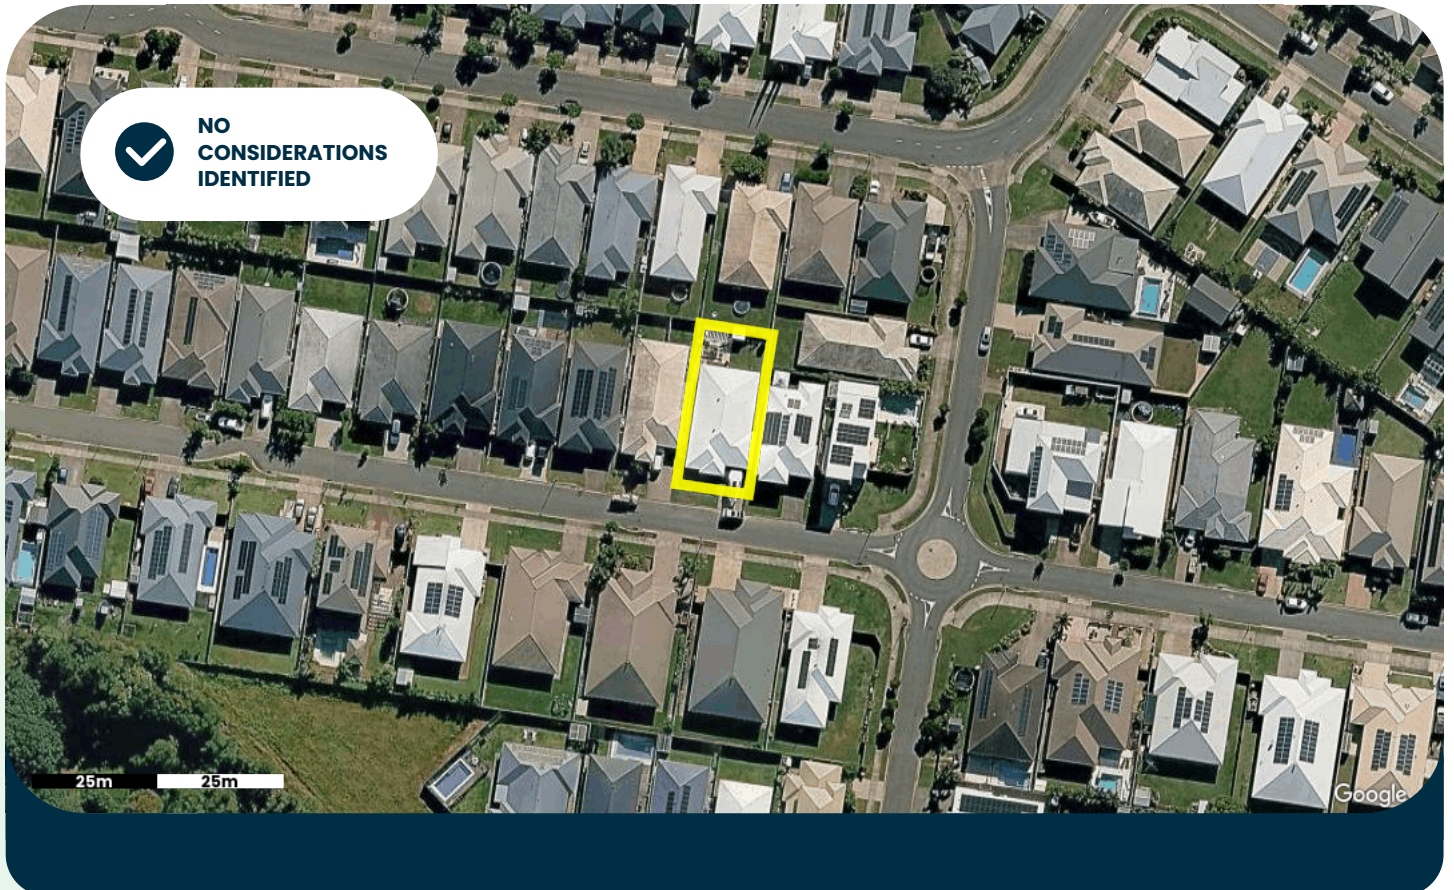 NO
CONSIDERATIONS
IDENTIFIED
25m 25m
Google